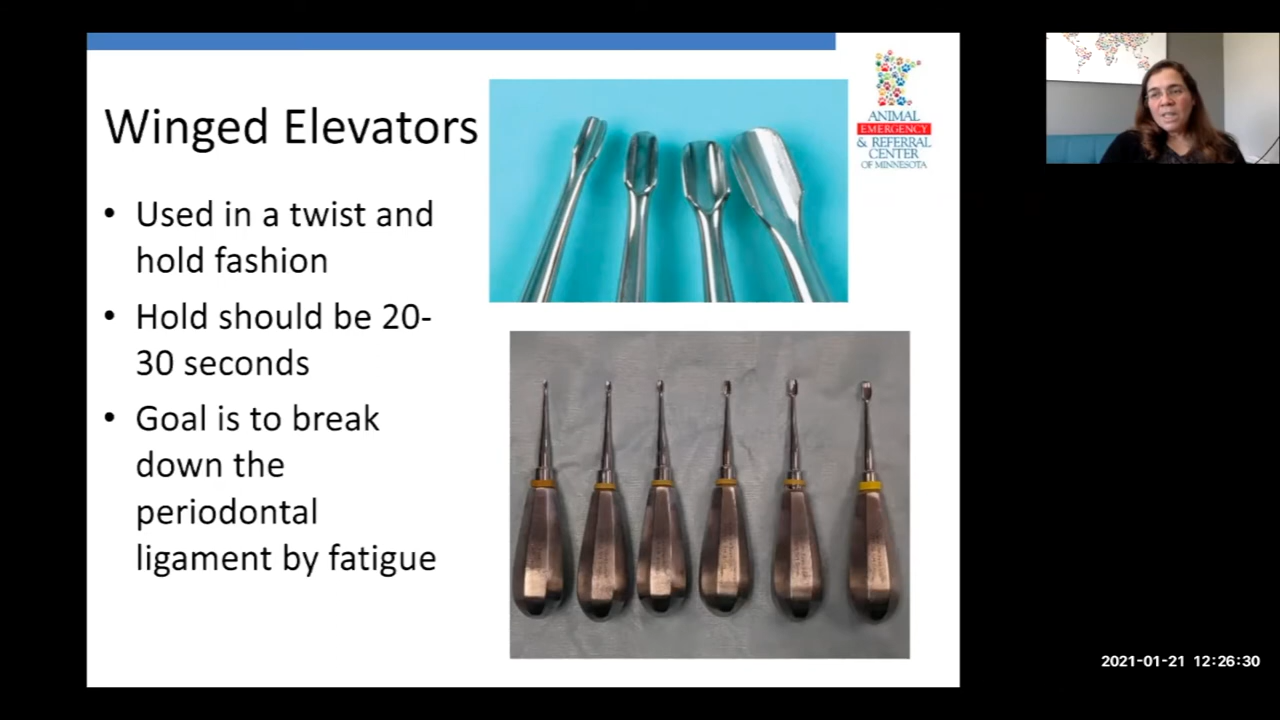 Winged Elevators
• Used in a twist and
hold fashion
• Hold should be 20-
30 seconds
• Goal is to break
down the
periodontal
ligament by fatigue
ANIMAL
EMERGENCY
& REFERRAL
CENTER
OF MINNESOTA
2021-01-21 12:26:30